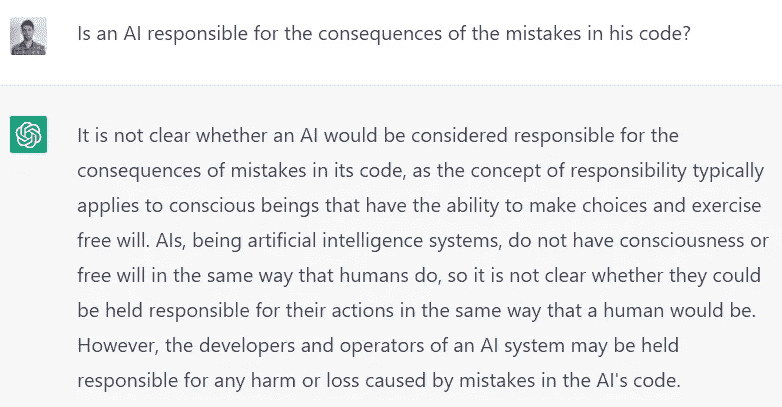 Is an AI responsible for the consequences of the mistakes in his code?
It is not clear whether an AI would be considered responsible for the
consequences of mistakes in its code, as the concept of responsibility typically
applies to conscious beings that have the ability to make choices and exercise
free will. AIs, being artificial intelligence systems, do not have consciousness or
free will in the same way that humans do, so it is not clear whether they could
be held responsible for their actions in the same way that a human would be.
However, the developers and operators of an AI system may be held
responsible for any harm or loss caused by mistakes in the AI's code.